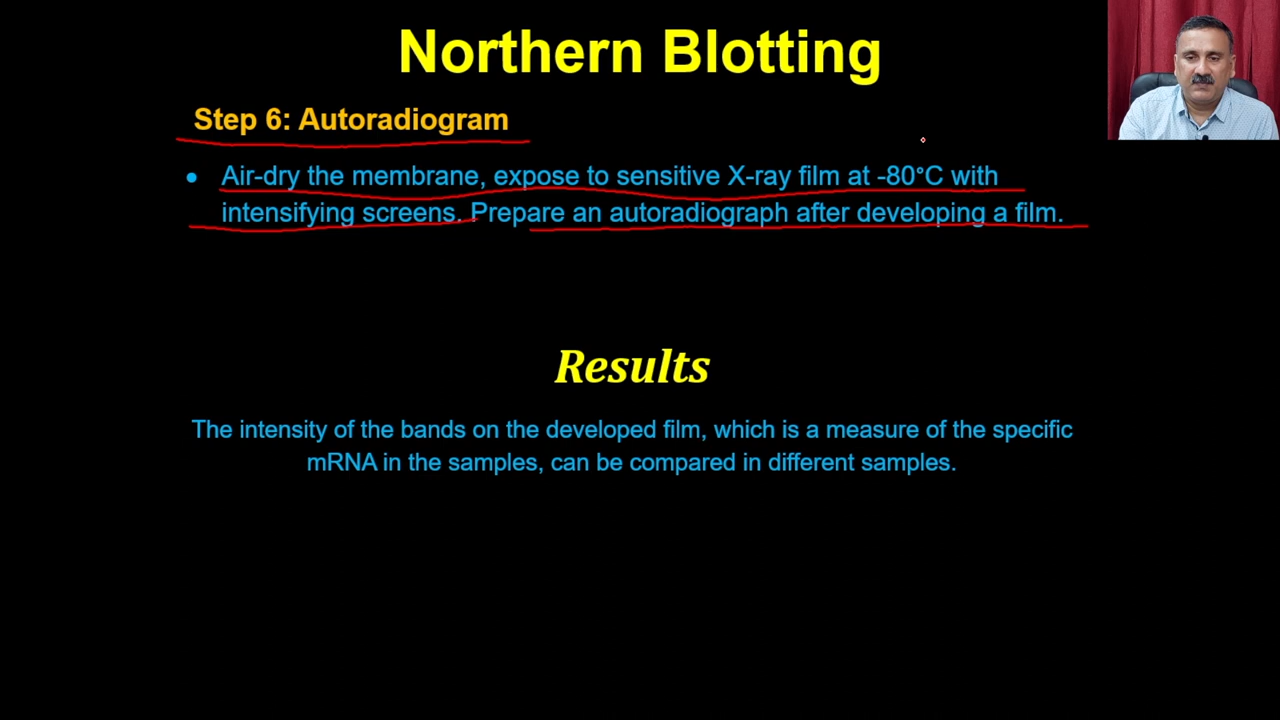 Northern Blotting
Step 6: Autoradiogram
• Air-dry the membrane, expose to sensitive X-ray film at -80°C with
intensifying screens. Prepare an autoradiograph after developing a film.
Results
The intensity of the bands on the developed film, which is a measure of the specific
mRNA in the samples, can be compared in different samples.